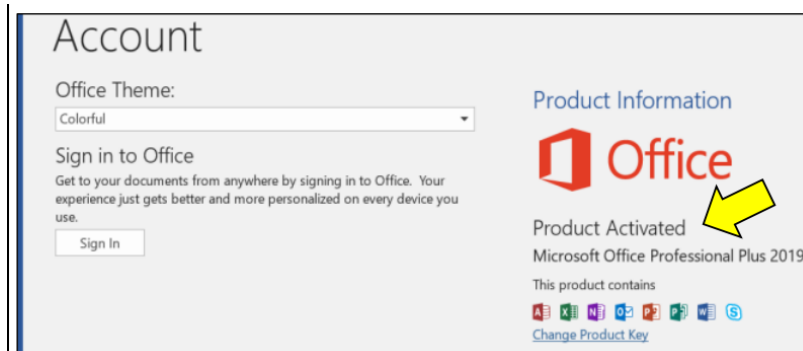 Account
Office Theme:
Colorful
Sign in to Office
Get to your documents from anywhere by signing in to Office. Your
experience just gets better and more personalized on every device you
use.
Sign In
Product Information
Office
Product Activated
Microsoft Office Professional Plus 2019
This product contains
Change Product Key